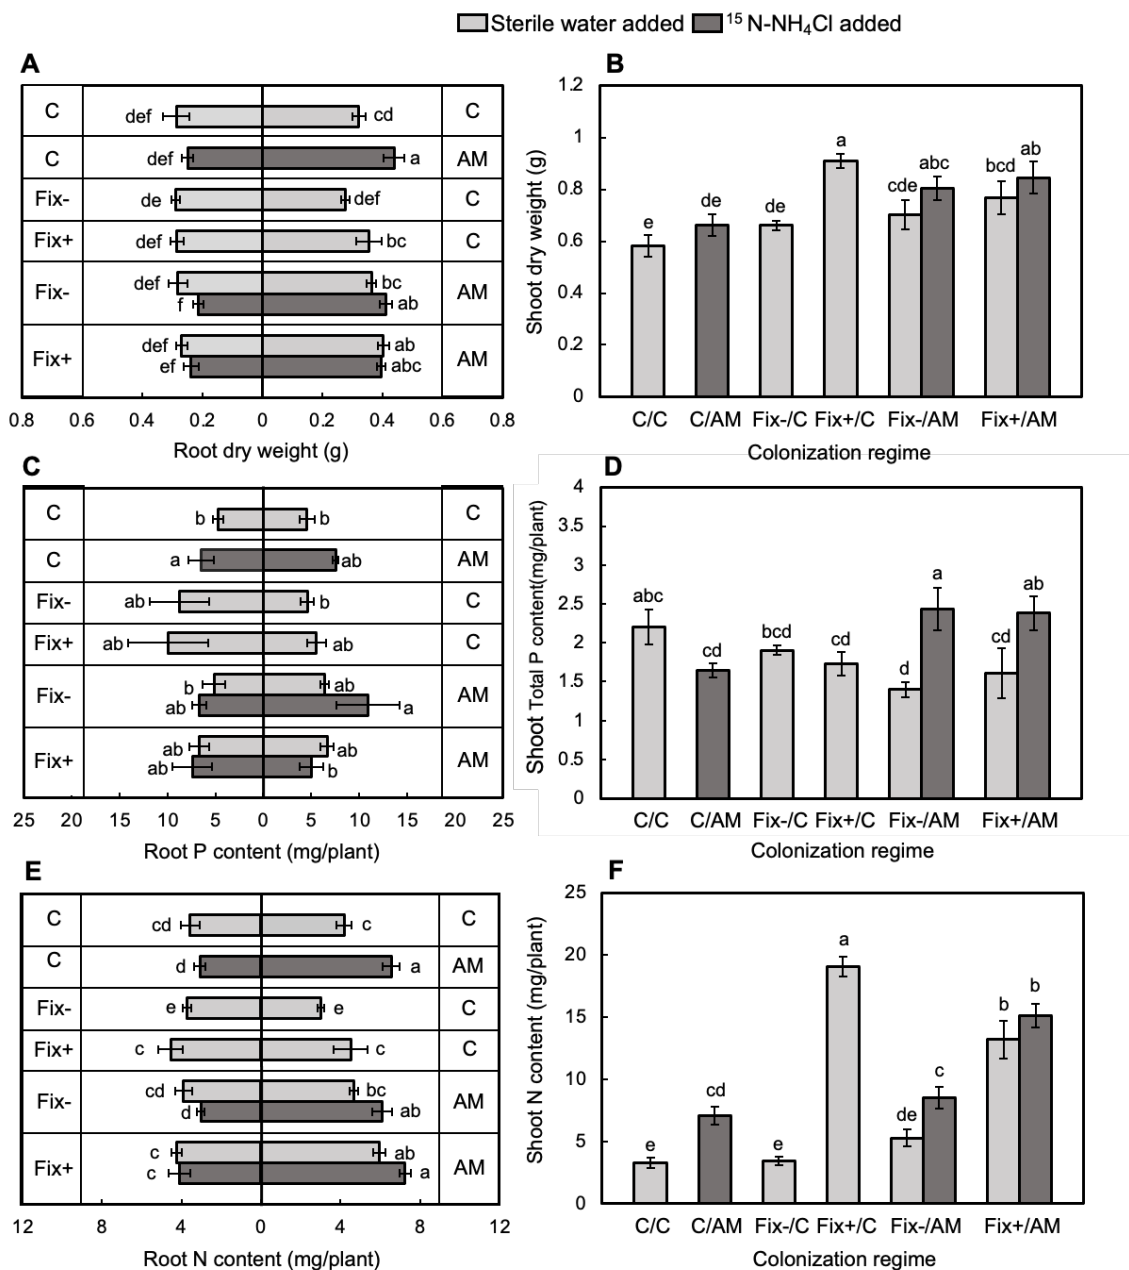 Sterile water added 15 N-NH4Cl added
A
C def cd C
C def a AM
Fix- de def C
Fix+ def bc C
Fix- def bc AM
f ab
Fix+ def ab AM
ef abc
0.8 0.6 0.4 0.2 0 0.2 0.4 0.6 0.8
Root dry weight (g)
B
1.2
1
0.8
0.6
0.4
0.2
0
Shoot dry weight (g)
e de de a cde abc bcd ab
C/C C/AM Fix-/C Fix+/C Fix-/AM Fix+/AM
Colonization regime
C
C b b C
C a ab AM
Fix- ab b C
Fix+ ab ab C
Fix- b ab AM
ab a
Fix+ ab ab AM
ab b
25 20 15 10 5 0 5 10 15 20 25
Root P content (mg/plant)
D
4
3.5
3
2.5
2
1.5
1
0.5
0
Shoot Total P content(mg/plant)
abc cd bcd cd d a cd ab
C/C C/AM Fix-/C Fix+/C Fix-/AM Fix+/AM
Colonization regime
E
C cd c C
C d a AM
Fix- e e C
Fix+ c c C
Fix- cd bc AM
d ab
Fix+ c ab AM
c a
12 8 4 0 4 8 12
Root N content (mg/plant)
F
25
20
15
10
5
0
Shoot N content (mg/plant)
e cd e a de c b b
C/C C/AM Fix-/C Fix+/C Fix-/AM Fix+/AM
Colonization regime